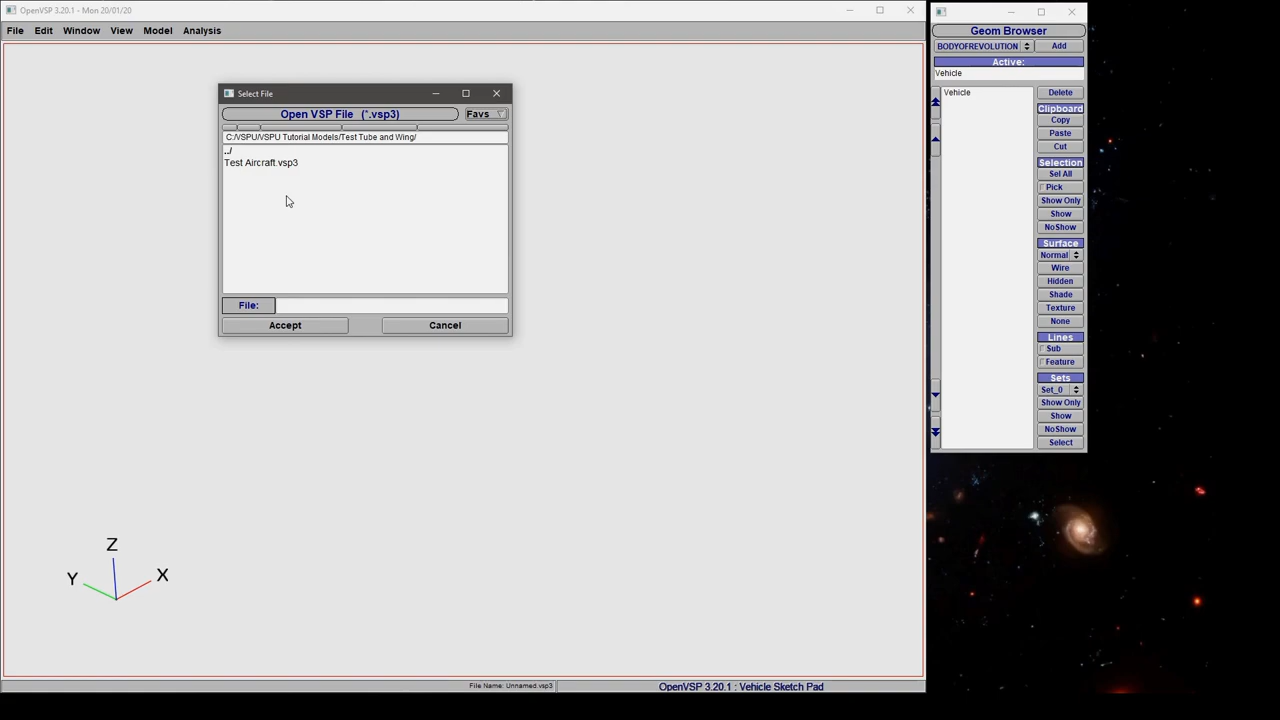 OpenVSP 3.20.1 - Mon 20/01/20
File Edit Window View Model Analysis
Select File
Open VSP File (*.vsp3)
Favs
C:/VSPU/VSPU Tutorial Models/Test Tube and Wing/
../
Test Aircraft.vsp3
File:
Accept Cancel
Z
Y
X
File Name: Unnamed.vsp3
OpenVSP 3.20.1 : Vehicle Sketch Pad
Geom Browser
BODYOFREVOLUTION Add
Active:
Vehicle
Vehicle
Delete
Clipboard
Copy
Paste
Cut
Selection
Sel All
Pick
Show Only
Show
NoShow
Surface
Normal
Wire
Hidden
Shade
Texture
None
Lines
Sub
Feature
Sets
Set_0
Show Only
Show
NoShow
Select